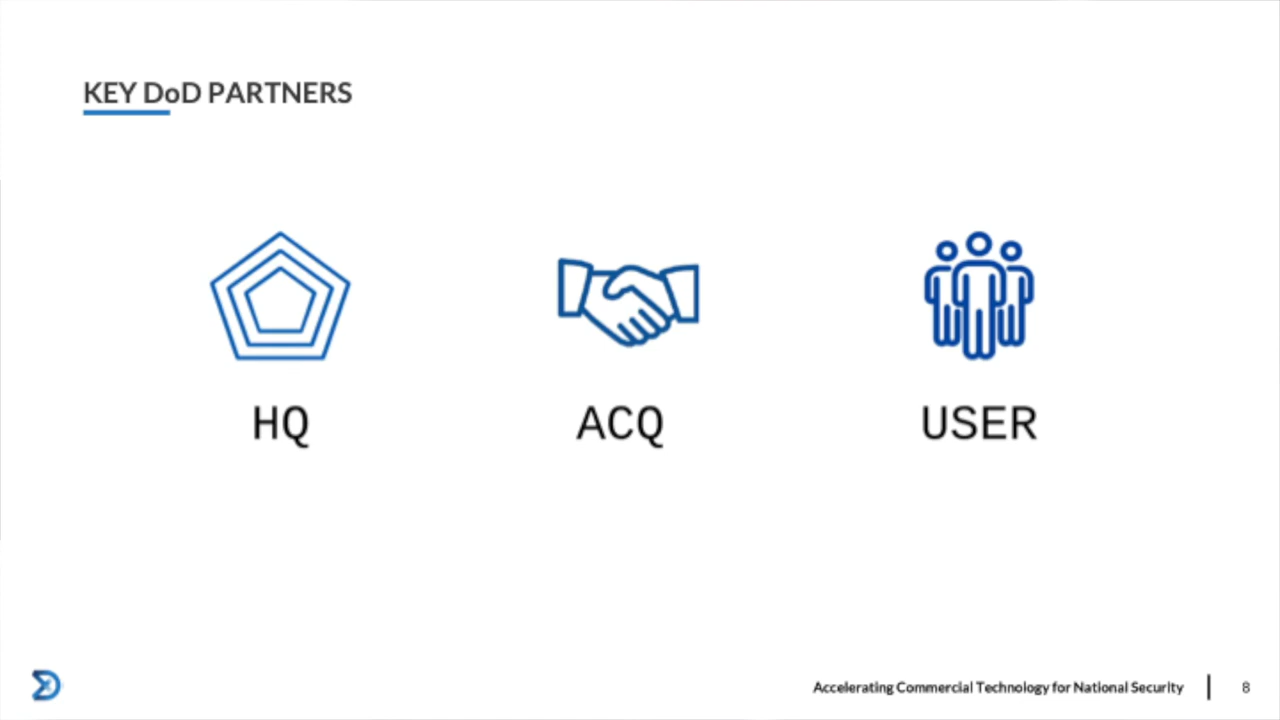 KEY DoD PARTNERS
HQ
ACQ
USER
Accelerating Commercial Technology for National Security
8